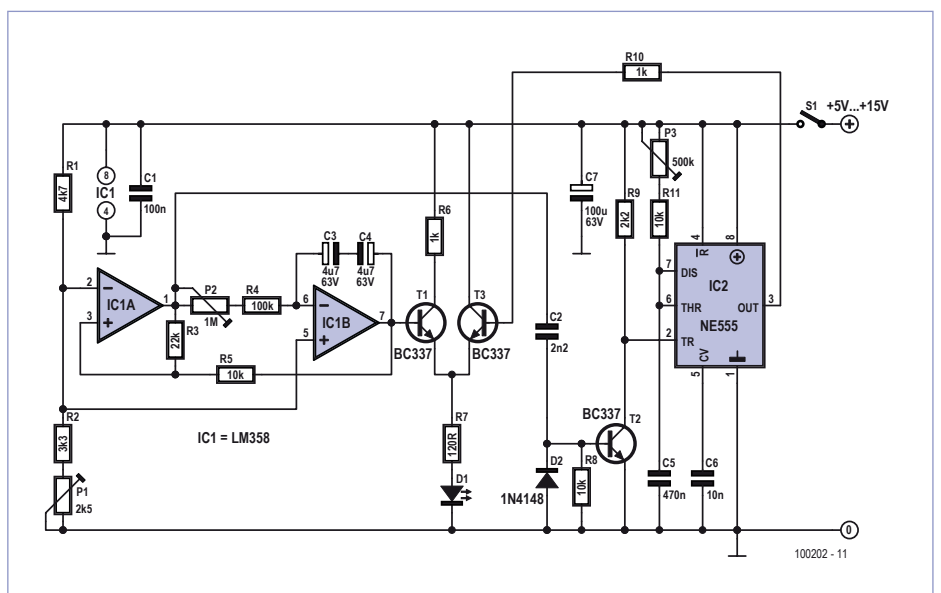 R10
1k
S1
+5V...+15V
R1
4k7
8
IC1
4
C1
100n
P3
500k
C7
100u
63V
R9
2k2
R11
10k
R6
1k
C3
4u7
63V
C4
4u7
63V
4
R
8
7
DIS
IC2
6
THR
OUT
3
NE555
2
TR
CV
5
1
2
IC1A
1
3
P2
1M
R4
100k
6
IC1B
7
5
R3
22k
R5
10k
T1
T3
BC337
BC337
C2
2n2
R2
3k3
P1
2k5
IC1 = LM358
R7
120R
D1
BC337
T2
D2
1N4148
R8
10k
C5
470n
C6
10n
0
100202 - 11